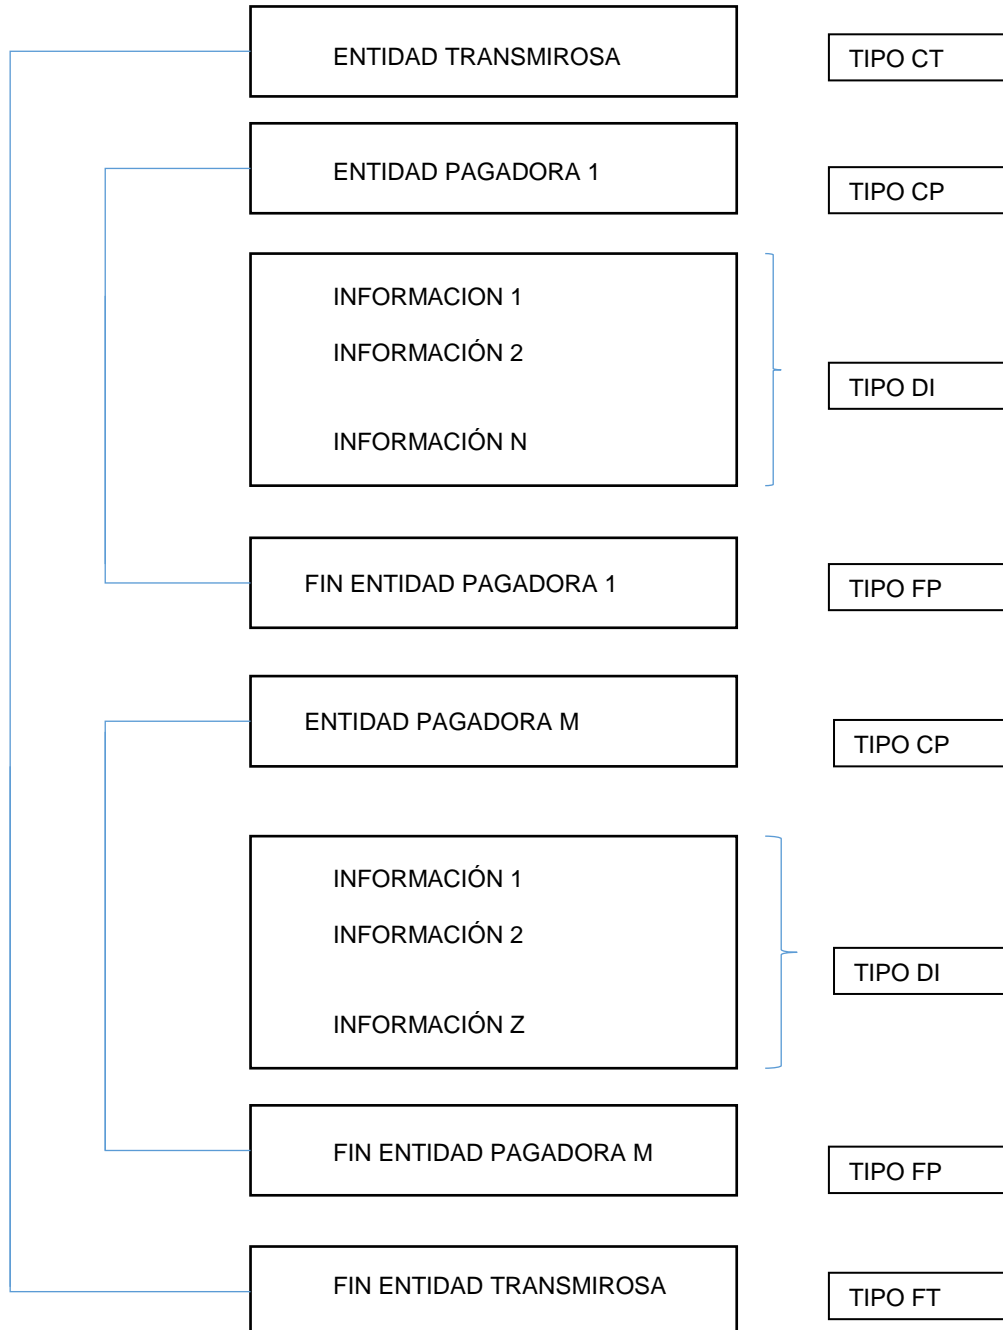 ENTIDAD TRANSMIROSA
TIPO CT
ENTIDAD PAGADORA 1
TIPO CP
INFORMACION 1
INFORMACIÓN 2
TIPO DI
INFORMACIÓN N
FIN ENTIDAD PAGADORA 1
TIPO FP
ENTIDAD PAGADORA M
TIPO CP
INFORMACIÓN 1
INFORMACIÓN 2
TIPO DI
INFORMACIÓN Z
FIN ENTIDAD PAGADORA M
TIPO FP
FIN ENTIDAD TRANSMIROSA
TIPO FT